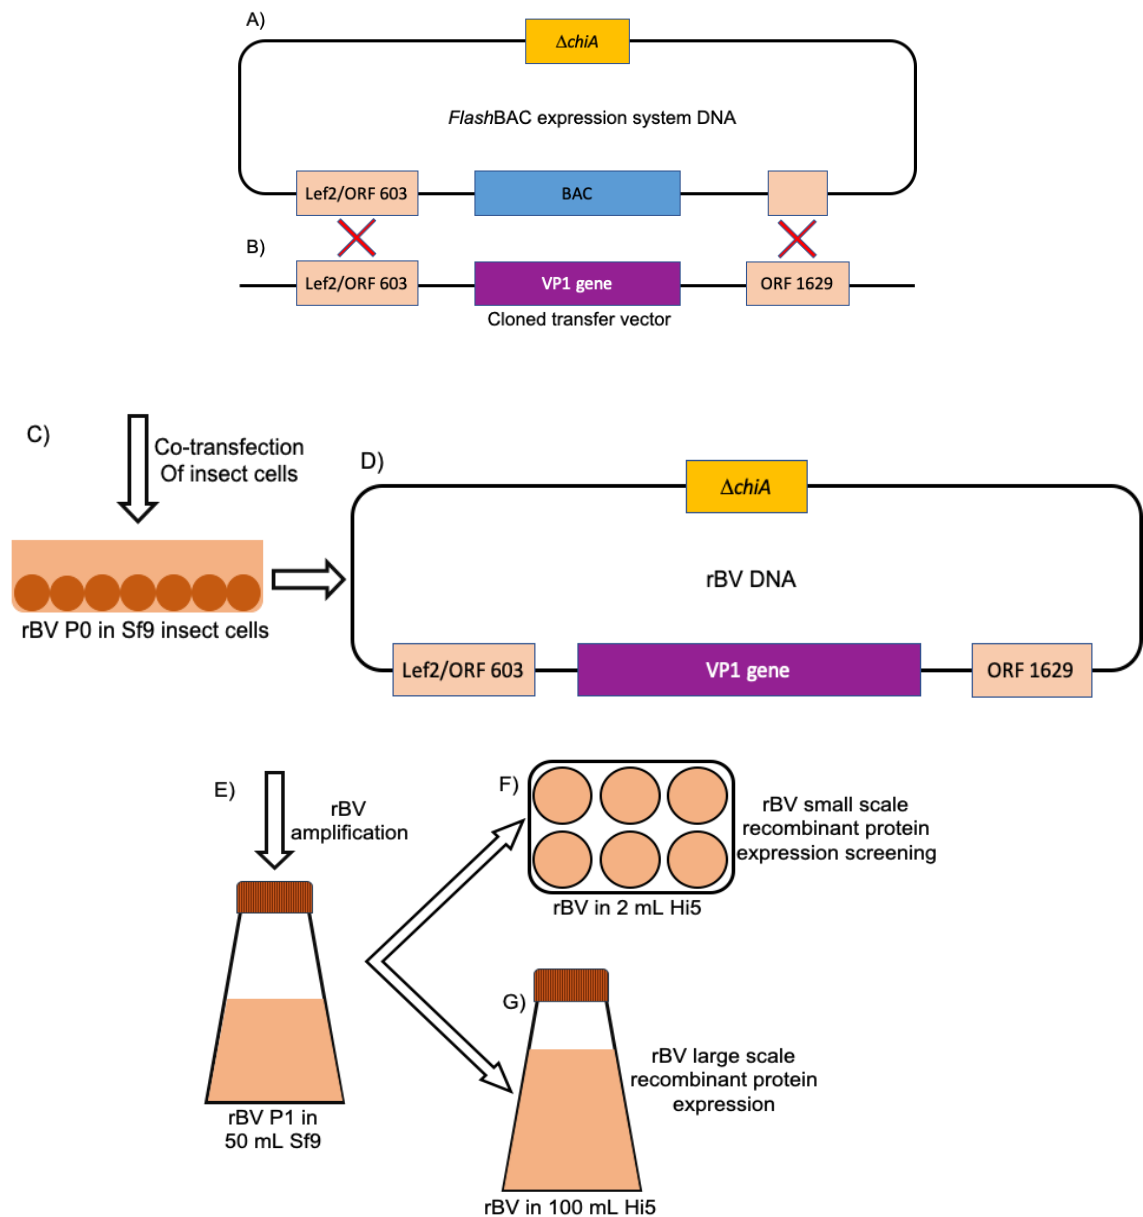 A)
ΔchiA
FlashBAC expression system DNA
Lef2/ORF 603
BAC
B)
Lef2/ORF 603
VP1 gene
ORF 1629
Cloned transfer vector
C)
Co-transfection
Of insect cells
rBV P0 in Sf9 insect cells
D)
ΔchiA
rBV DNA
Lef2/ORF 603
VP1 gene
ORF 1629
E)
rBV
amplification
rBV P1 in
50 mL Sf9
F)
rBV small scale
recombinant protein
expression screening
rBV in 2 mL Hi5
G)
rBV large scale
recombinant protein
expression
rBV in 100 mL Hi5